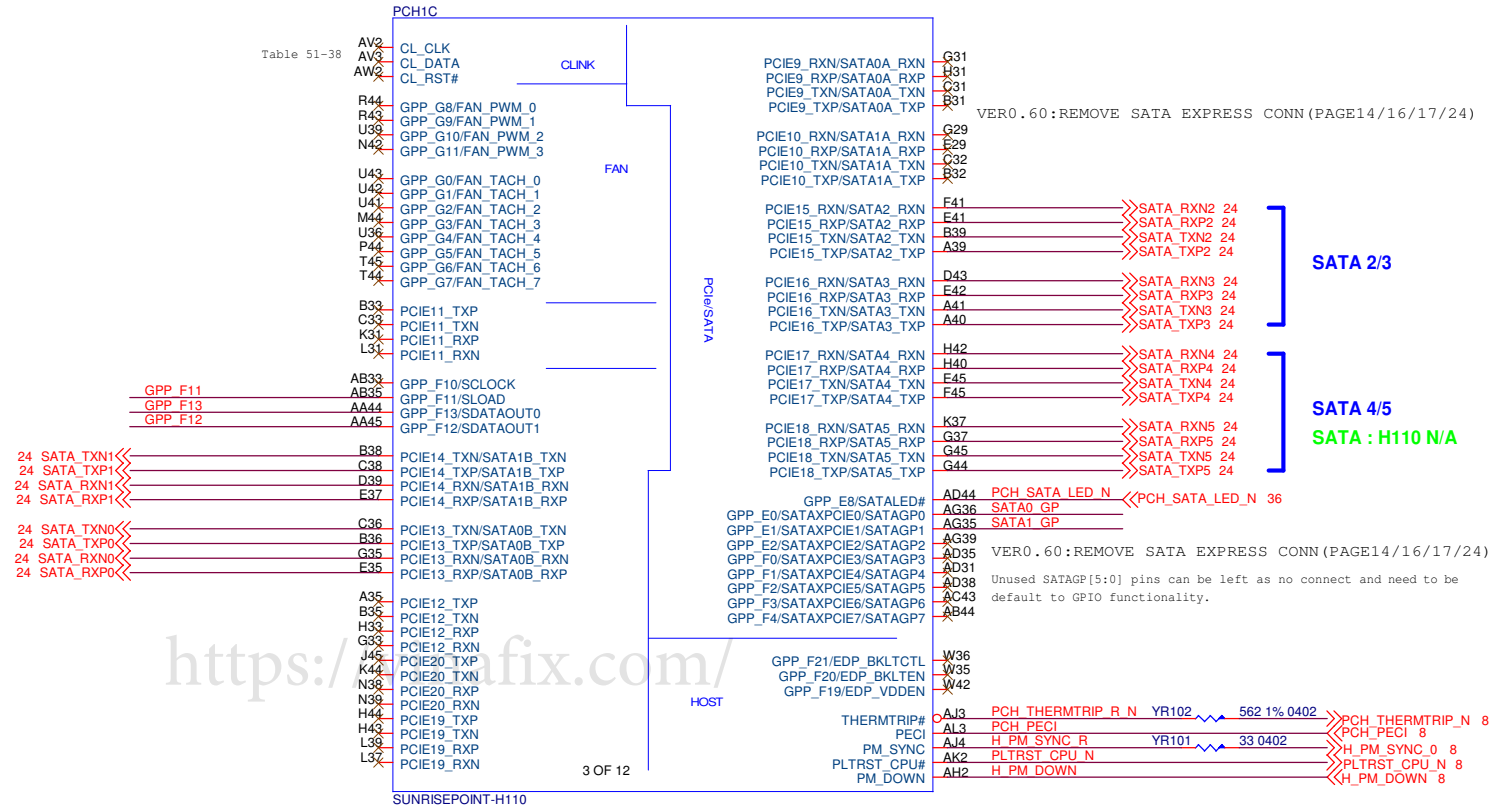 PCH1C
Table 51-38
AV2 CL_CLK
AV3 CL_DATA
AW2 CL_RST#
CLINK
R44 GPP_G8/FAN_PWM_0
R43 GPP_G9/FAN_PWM_1
U39 GPP_G10/FAN_PWM_2
N42 GPP_G11/FAN_PWM_3
FAN
U43 GPP_G0/FAN_TACH_0
U42 GPP_G1/FAN_TACH_1
U41 GPP_G2/FAN_TACH_2
M44 GPP_G3/FAN_TACH_3
U36 GPP_G4/FAN_TACH_4
P44 GPP_G5/FAN_TACH_5
T45 GPP_G6/FAN_TACH_6
T44 GPP_G7/FAN_TACH_7
B33 PCIE11_TXP
C33 PCIE11_TXN
K31 PCIE11_RXP
L31 PCIE11_RXN
AB33 GPP_F10/SCLOCK
GPP_F11 AB35 GPP_F11/SLOAD
GPP_F13 AA44 GPP_F13/SDATAOUT0
GPP_F12 AA45 GPP_F12/SDATAOUT1
24 SATA_TXN1 B38 PCIE14_TXN/SATA1B_TXN
24 SATA_TXP1 C38 PCIE14_TXP/SATA1B_TXP
24 SATA_RXN1 D39 PCIE14_RXN/SATA1B_RXN
24 SATA_RXP1 E37 PCIE14_RXP/SATA1B_RXP
24 SATA_TXN0 C36 PCIE13_TXN/SATA0B_TXN
24 SATA_TXP0 B36 PCIE13_TXP/SATA0B_TXP
24 SATA_RXN0 G35 PCIE13_RXN/SATA0B_RXN
24 SATA_RXP0 E35 PCIE13_RXP/SATA0B_RXP
A35 PCIE12_TXP
B35 PCIE12_TXN
H33 PCIE12_RXP
G33 PCIE12_RXN
J45 PCIE20_TXP
K44 PCIE20_TXN
N38 PCIE20_RXP
N39 PCIE20_RXN
H44 PCIE19_TXP
H43 PCIE19_TXN
L39 PCIE19_RXP
L37 PCIE19_RXN
https://vinafix.com/
PCIe/SATA
HOST
3 OF 12
SUNRISEPOINT-H110
PCIE9_RXN/SATA0A_RXN G31
PCIE9_RXP/SATA0A_RXP H31
PCIE9_TXN/SATA0A_TXN C31
PCIE9_TXP/SATA0A_TXP B31
VER0.60:REMOVE SATA EXPRESS CONN(PAGE14/16/17/24)
PCIE10_RXN/SATA1A_RXN G29
PCIE10_RXP/SATA1A_RXP E29
PCIE10_TXN/SATA1A_TXN C32
PCIE10_TXP/SATA1A_TXP B32
PCIE15_RXN/SATA2_RXN F41 SATA_RXN2 24
PCIE15_RXP/SATA2_RXP E41 SATA_RXP2 24
PCIE15_TXN/SATA2_TXN B39 SATA_TXN2 24
PCIE15_TXP/SATA2_TXP A39 SATA_TXP2 24
SATA 2/3
PCIE16_RXN/SATA3_RXN D43 SATA_RXN3 24
PCIE16_RXP/SATA3_RXP E42 SATA_RXP3 24
PCIE16_TXN/SATA3_TXN A41 SATA_TXN3 24
PCIE16_TXP/SATA3_TXP A40 SATA_TXP3 24
PCIE17_RXN/SATA4_RXN H42 SATA_RXN4 24
PCIE17_RXP/SATA4_RXP H40 SATA_RXP4 24
PCIE17_TXN/SATA4_TXN E45 SATA_TXN4 24
PCIE17_TXP/SATA4_TXP F45 SATA_TXP4 24
SATA 4/5
SATA : H110 N/A
PCIE18_RXN/SATA5_RXN K37 SATA_RXN5 24
PCIE18_RXP/SATA5_RXP G37 SATA_RXP5 24
PCIE18_TXN/SATA5_TXN G45 SATA_TXN5 24
PCIE18_TXP/SATA5_TXP G44 SATA_TXP5 24
GPP_E8/SATALED# AD44 PCH_SATA_LED_N PCH_SATA_LED_N 36
GPP_E0/SATAXPCIE0/SATAGP0 AG36 SATA0_GP
GPP_E1/SATAXPCIE1/SATAGP1 AG35 SATA1_GP
GPP_E2/SATAXPCIE2/SATAGP2 AG39
GPP_F0/SATAXPCIE3/SATAGP3 AD35
GPP_F1/SATAXPCIE4/SATAGP4 AD31
GPP_F2/SATAXPCIE5/SATAGP5 AD38
GPP_F3/SATAXPCIE6/SATAGP6 AC43
GPP_F4/SATAXPCIE7/SATAGP7 AB44
VER0.60:REMOVE SATA EXPRESS CONN(PAGE14/16/17/24)
Unused SATAGP[5:0] pins can be left as no connect and need to be
default to GPIO functionality.
GPP_F21/EDP_BKLTCTL W36
GPP_F20/EDP_BKLTEN W35
GPP_F19/EDP_VDDEN W42
THERMTRIP# AJ3 PCH_THERMTRIP_R_N YR102 562 1% 0402 PCH_THERMTRIP_N 8
PECI AL3 PCH_PECI PCH_PECI 8
PM_SYNC AJ4 H_PM_SYNC_R YR101 33 0402 H_PM_SYNC_0 8
PLTRST_CPU# AK2 PLTRST_CPU_N PLTRST_CPU_N 8
PM_DOWN AH2 H_PM_DOWN H_PM_DOWN 8